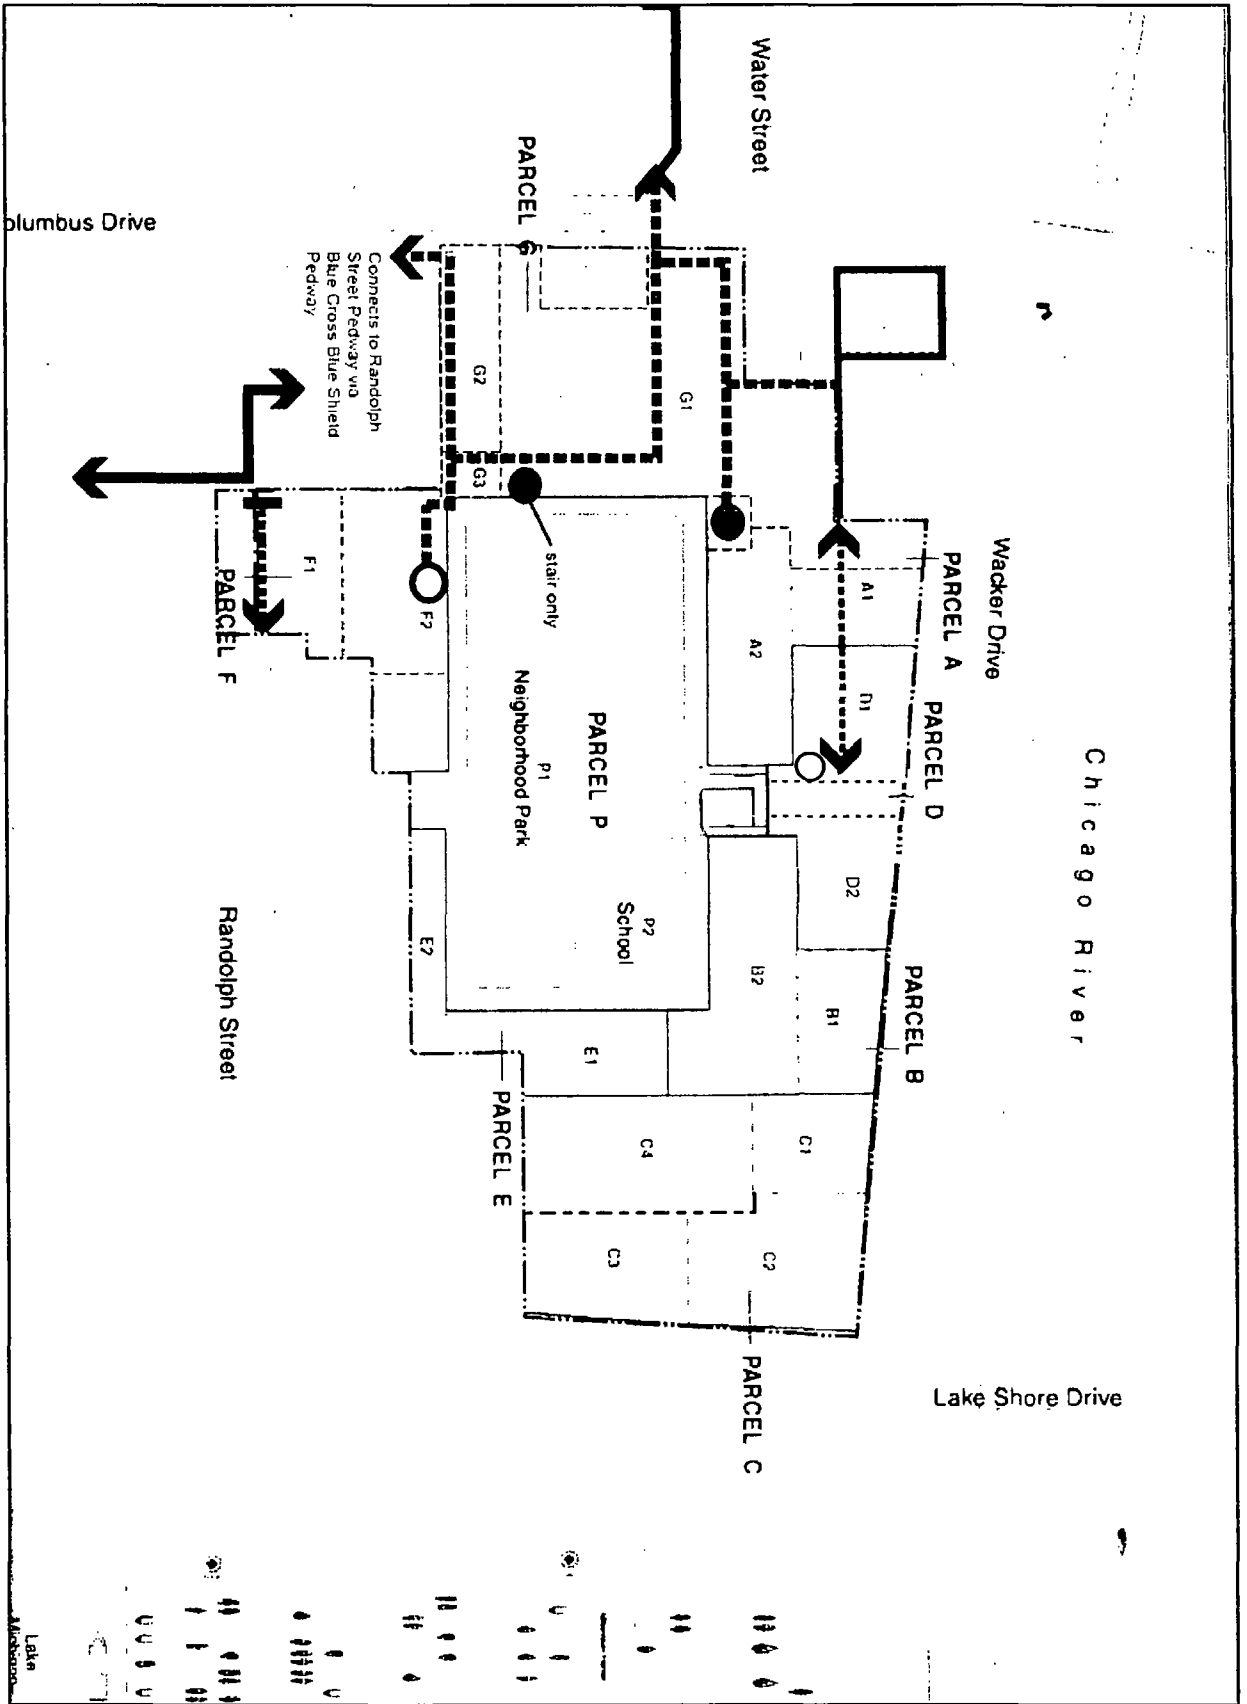 Chicago River
Wacker Drive
Water Street
Lake Shore Drive
olumbus Drive
Randolph Street
PARCEL A
A1
A2
PARCEL D
D1
D2
PARCEL B
B1
B2
PARCEL C
C1
C2
C3
C4
PARCEL E
E1
E2
PARCEL F
F1
F2
PARCEL G
G1
G2
G3
PARCEL P
P1
Neighborhood Park
P2
School
stair only
Connects to Randolph
Street Pedway via
Blue Cross Blue Shield
Pedway
Lake
Michigan